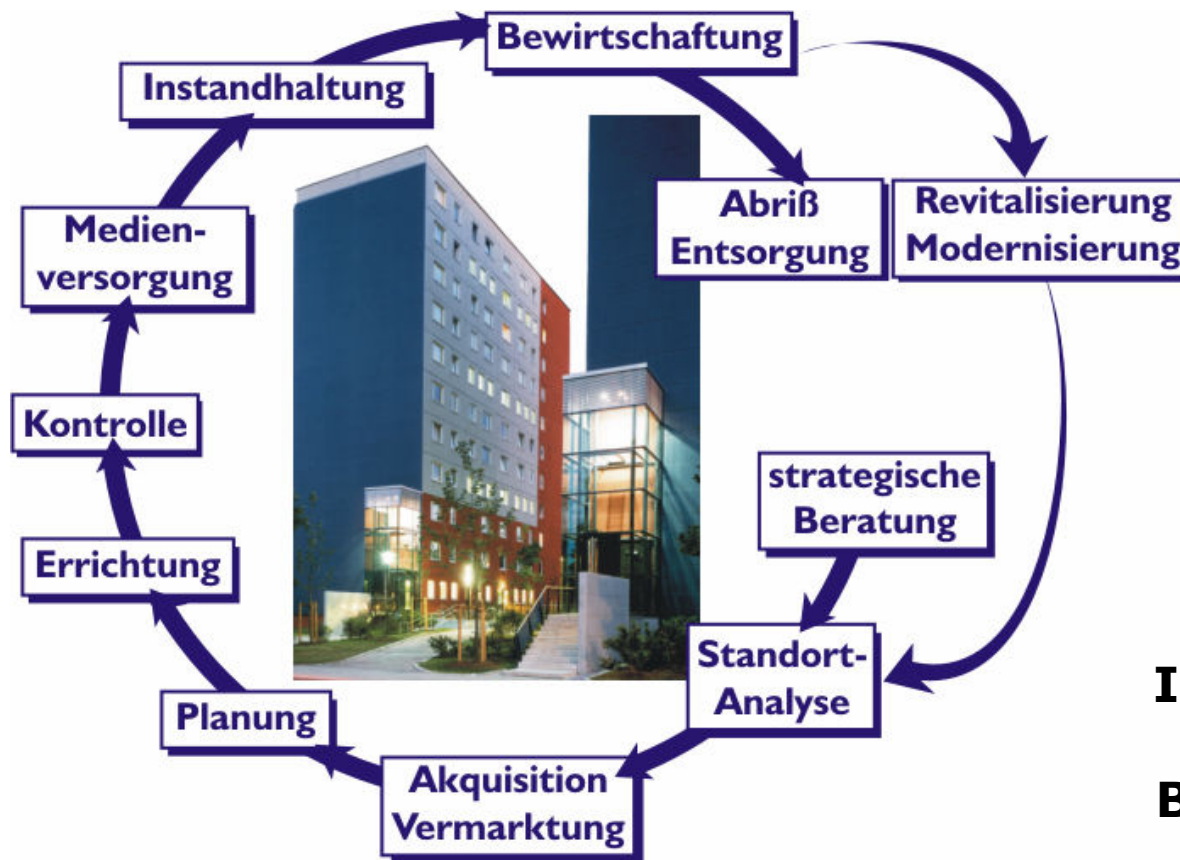 Bewirtschaftung
Instandhaltung
Abriß
Entsorgung
Revitalisierung
Modernisierung
Medien-
versorgung
Kontrolle
strategische
Beratung
Errichtung
Standort-
Analyse
Planung
Akquisition
Vermarktung
I
B